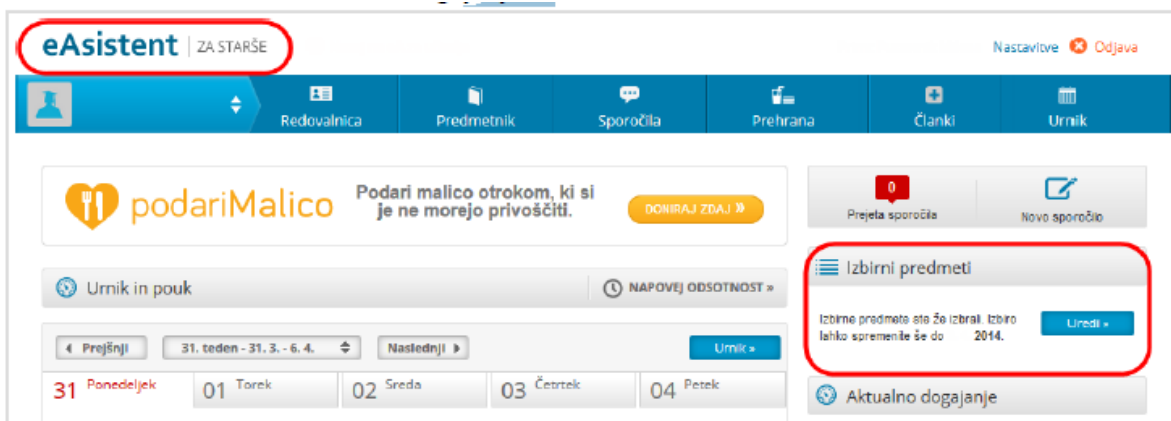 eAsistent | ZA STARŠE
Nastavitve Odjava
Redovalnica Predmetnik Sporočila Prehrana Članki Urnik
podariMalico
Podari malico otrokom, ki si
je ne morejo privoščiti.
DONIRAJ ZDAJ »
0
Prejeta sporočila Novo sporočilo
Izbirni predmeti
Izbirne predmete ste že izbrali. Izbiro
lahko spremenite še do 2014.
Uredi »
Urnik in pouk
NAPOVEJ ODSOTNOST »
Prejšnji 31. teden - 31. 3. - 6. 4. Naslednji Urnik »
31 Ponedeljek 01 Torek 02 Sreda 03 Četrtek 04 Petek
Aktualno dogajanje